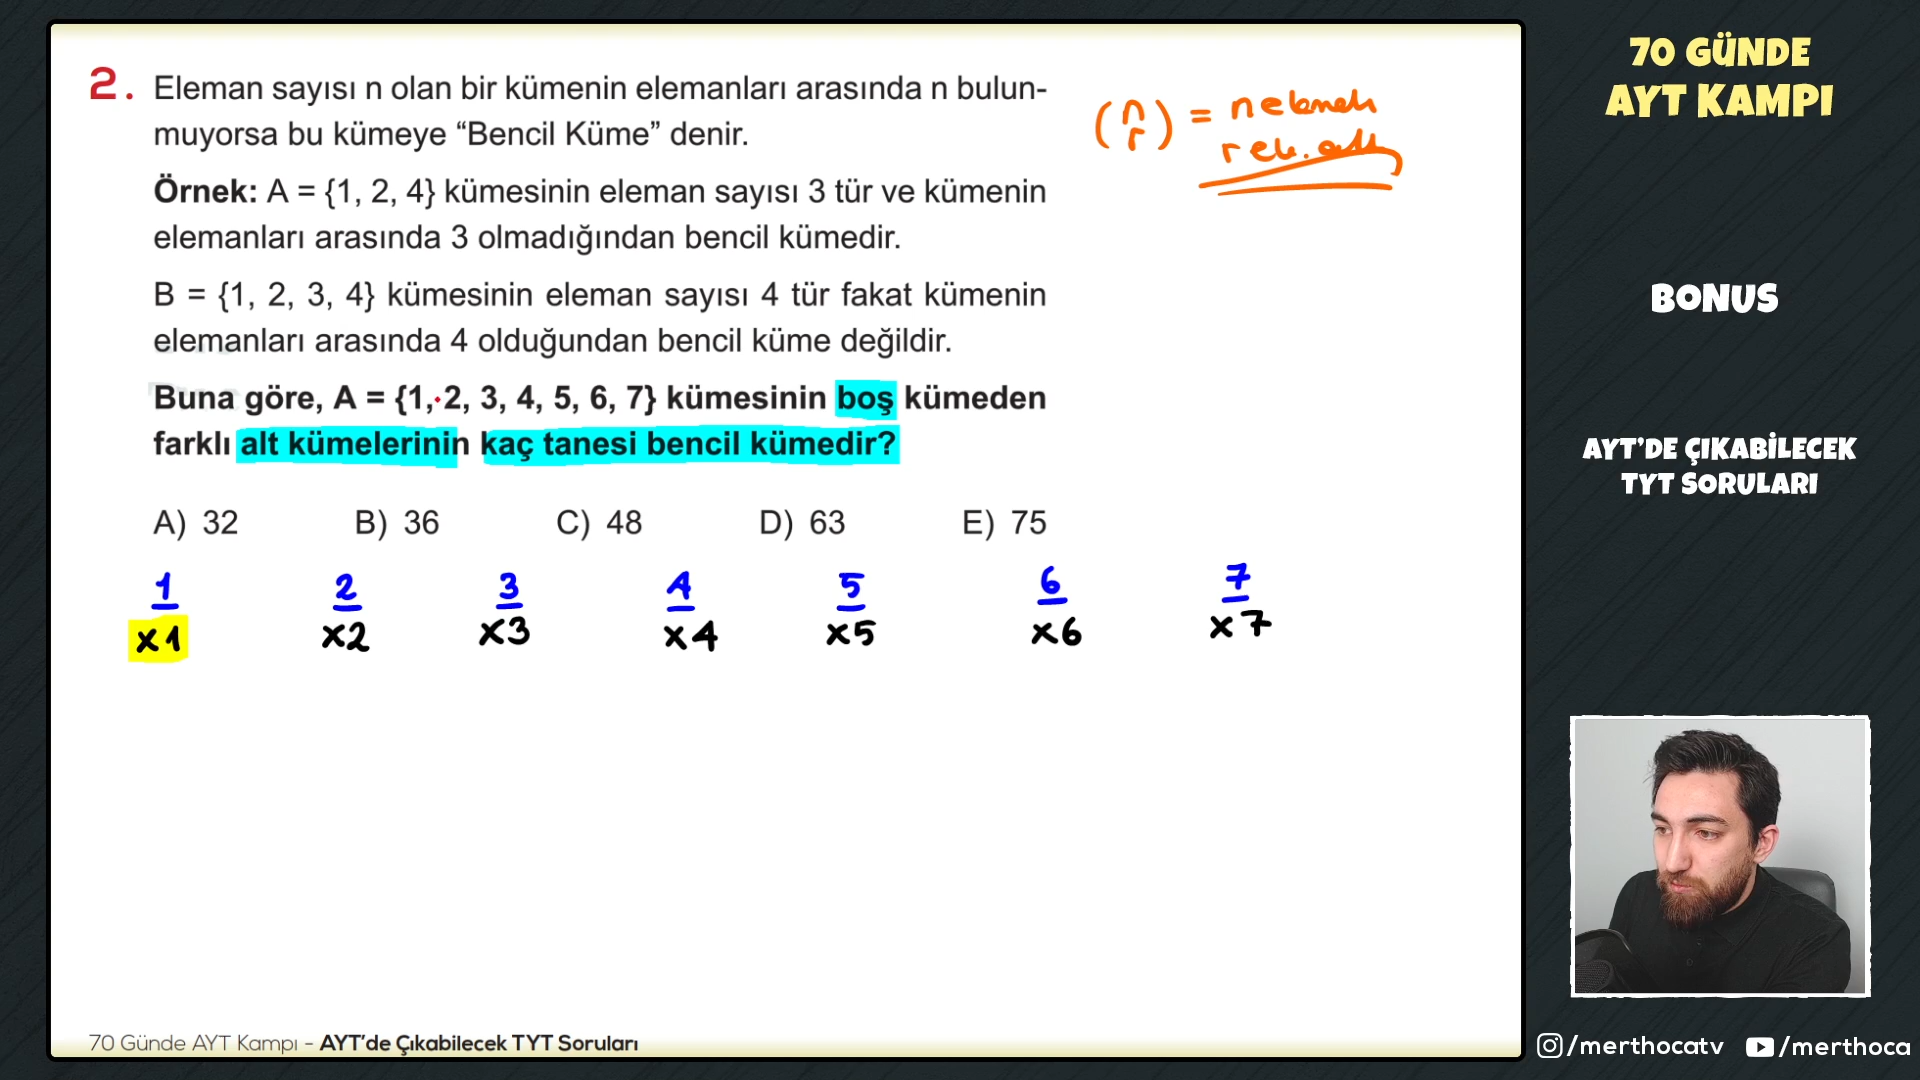 2. Eleman sayısı n olan bir kümenin elemanları arasında n bulun-
muyorsa bu kümeye “Bencil Küme” denir.
Örnek: A = {1, 2, 4} kümesinin eleman sayısı 3 tür ve kümenin
elemanları arasında 3 olmadığından bencil kümedir.
B = {1, 2, 3, 4} kümesinin eleman sayısı 4 tür fakat kümenin
elemanları arasında 4 olduğundan bencil küme değildir.
Buna göre, A = {1, 2, 3, 4, 5, 6, 7} kümesinin boş kümeden
farklı alt kümelerinin kaç tanesi bencil kümedir?
A) 32 B) 36 C) 48 D) 63 E) 75
1 2 3 4 5 6 7
x1 x2 x3 x4 x5 x6 x7
(n r) = n elemanlı
r el. alt
70 Günde AYT Kampı - AYT’de Çıkabilecek TYT Soruları
70 GÜNDE
AYT KAMPI
BONUS
AYT’DE ÇIKABİLECEK
TYT SORULARI
/merthocatv /merthoca